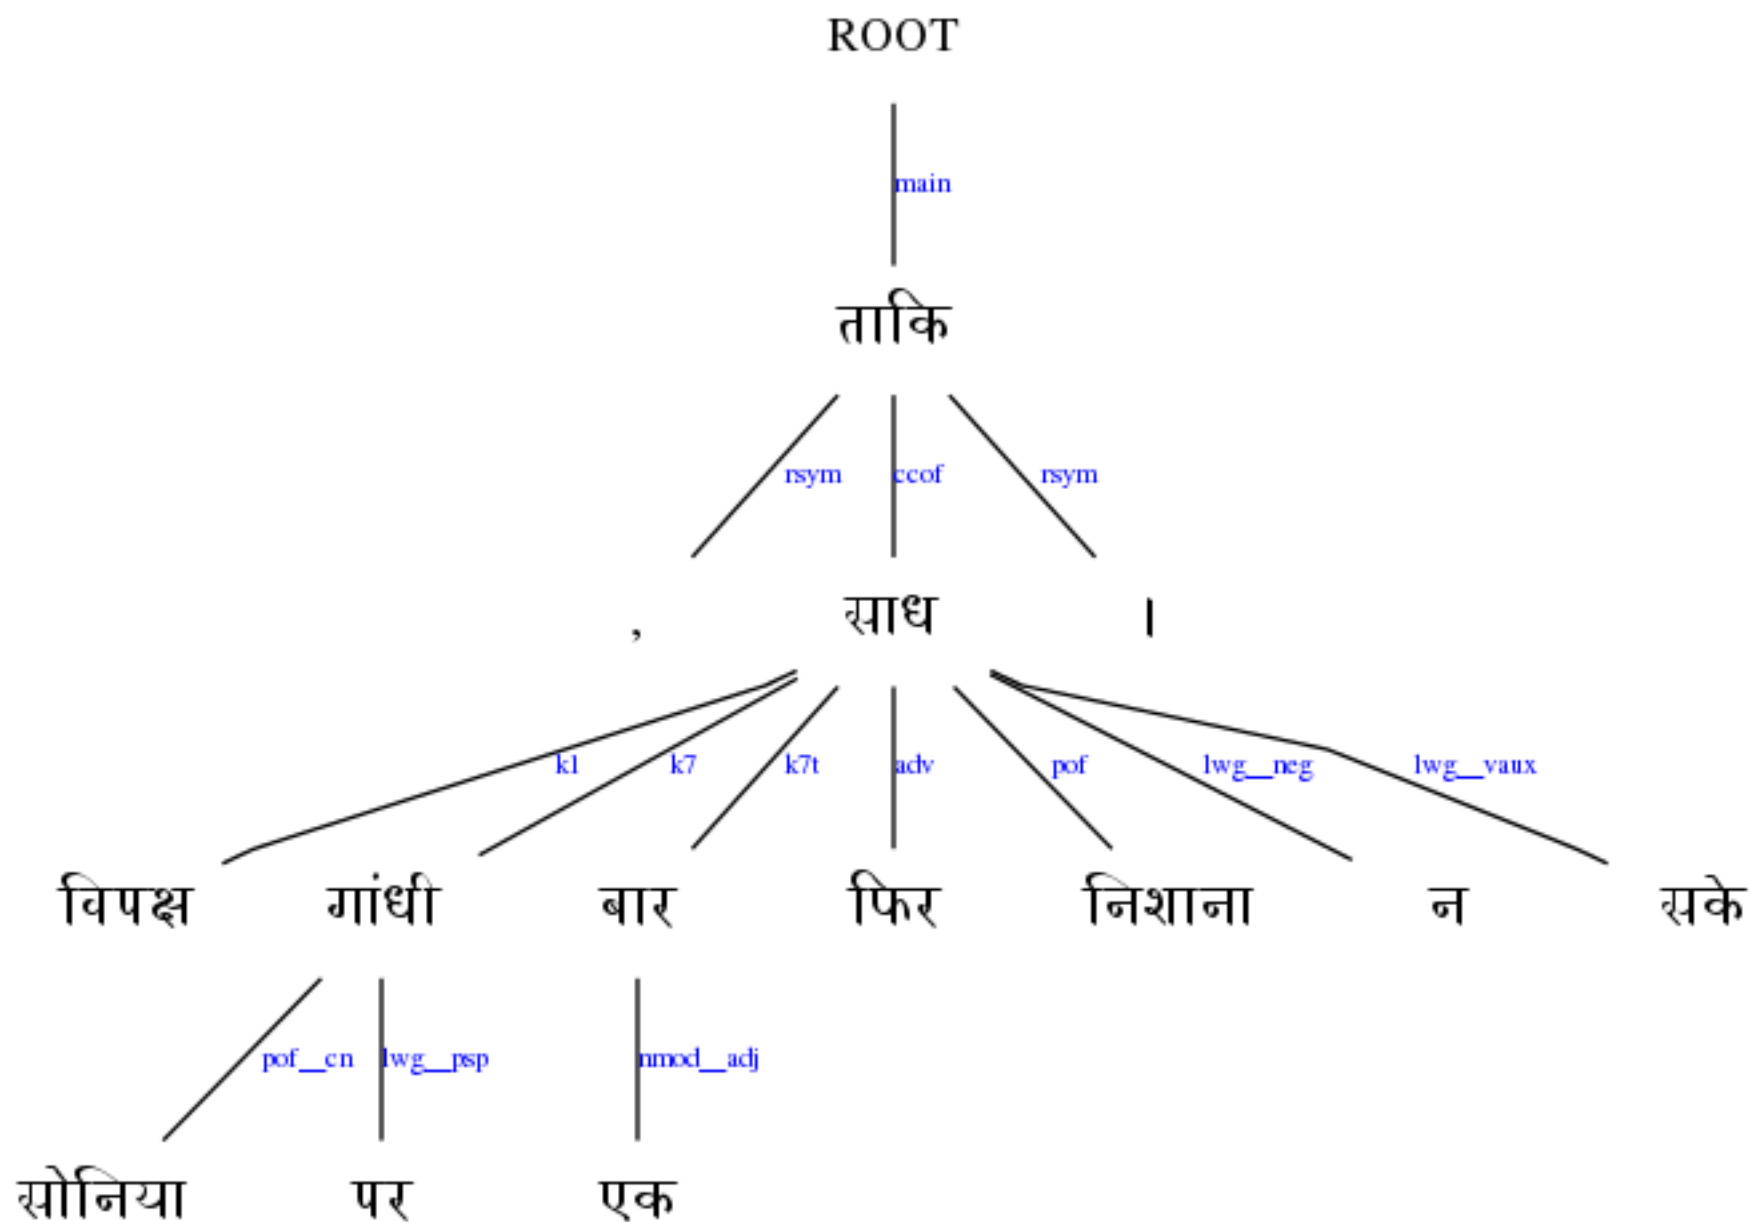 ROOT
main
ताकि
rsym ccof rsym
, साध ।
k1 k7 k7t adv pof lwg__neg lwg__vaux
विपक्ष गांधी बार फिर निशाना न सके
pof__cn lwg__psp nmod__adj
सोनिया पर एक